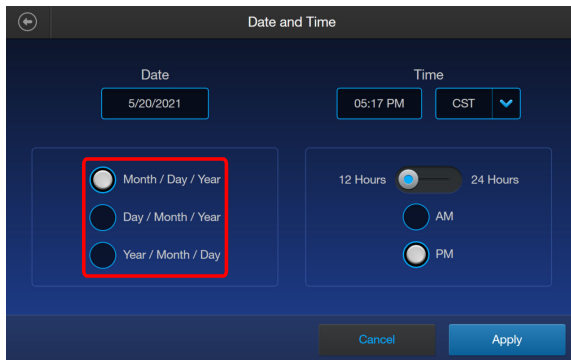 Date and Time
Date
Time
5/20/2021
05:17 PM
CST
Month / Day / Year
Day / Month / Year
Year / Month / Day
12 Hours
24 Hours
AM
PM
Cancel
Apply